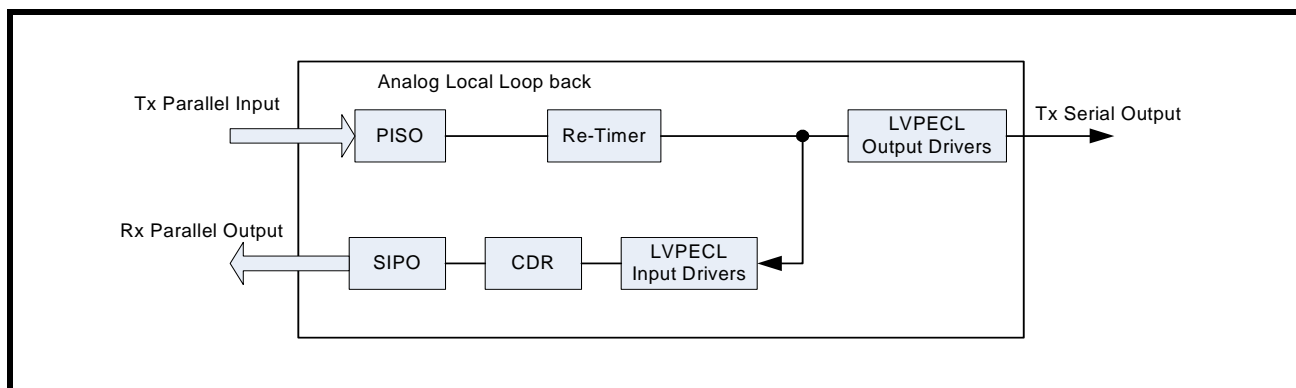 Analog Local Loop back
Tx Parallel Input
PISO
Re-Timer
LVPECL
Output Drivers
Tx Serial Output
Rx Parallel Output
SIPO
CDR
LVPECL
Input Drivers